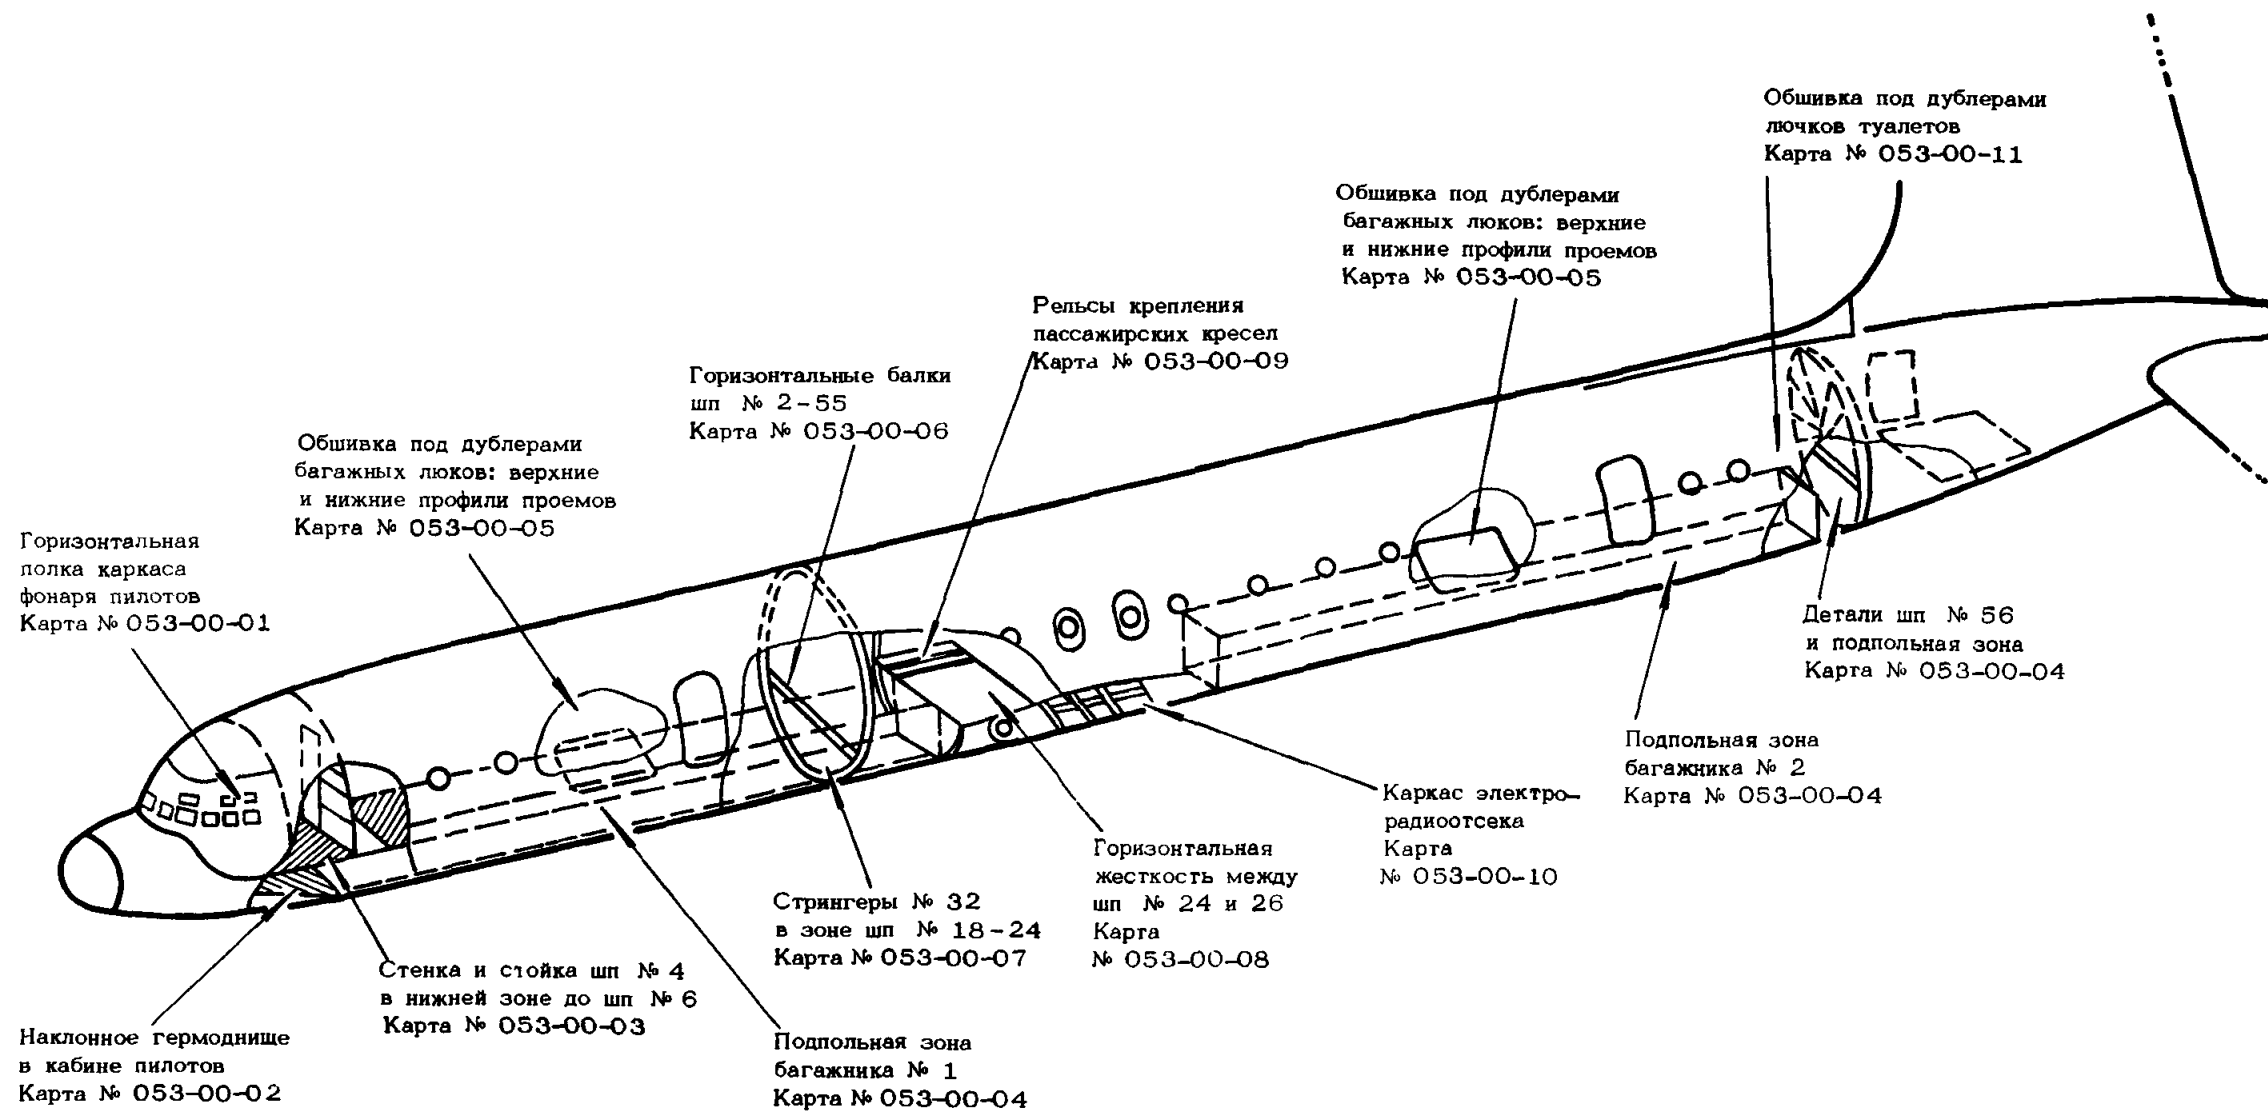 Обшивка под дублерами
лючков туалетов
Карта № 053-00-11
Обшивка под дублерами
багажных люков: верхние
и нижние профили проемов
Карта № 053-00-05
Рельсы крепления
пассажирских кресел
Карта № 053-00-09
Горизонтальные балки
шп № 2-55
Карта № 053-00-06
Обшивка под дублерами
багажных люков: верхние
и нижние профили проемов
Карта № 053-00-05
Горизонтальная
полка каркаса
фонаря пилотов
Карта № 053-00-01
Детали шп № 56
и подпольная зона
Карта № 053-00-04
Подпольная зона
багажника № 2
Карта № 053-00-04
Каркас электро-
радиоотсека
Карта
№ 053-00-10
Горизонтальная
жесткость между
шп № 24 и 26
Карта
№ 053-00-08
Стрингеры № 32
в зоне шп № 18-24
Карта № 053-00-07
Стенка и стойка шп № 4
в нижней зоне до шп № 6
Карта № 053-00-03
Наклонное гермоднище
в кабине пилотов
Карта № 053-00-02
Подпольная зона
багажника № 1
Карта № 053-00-04